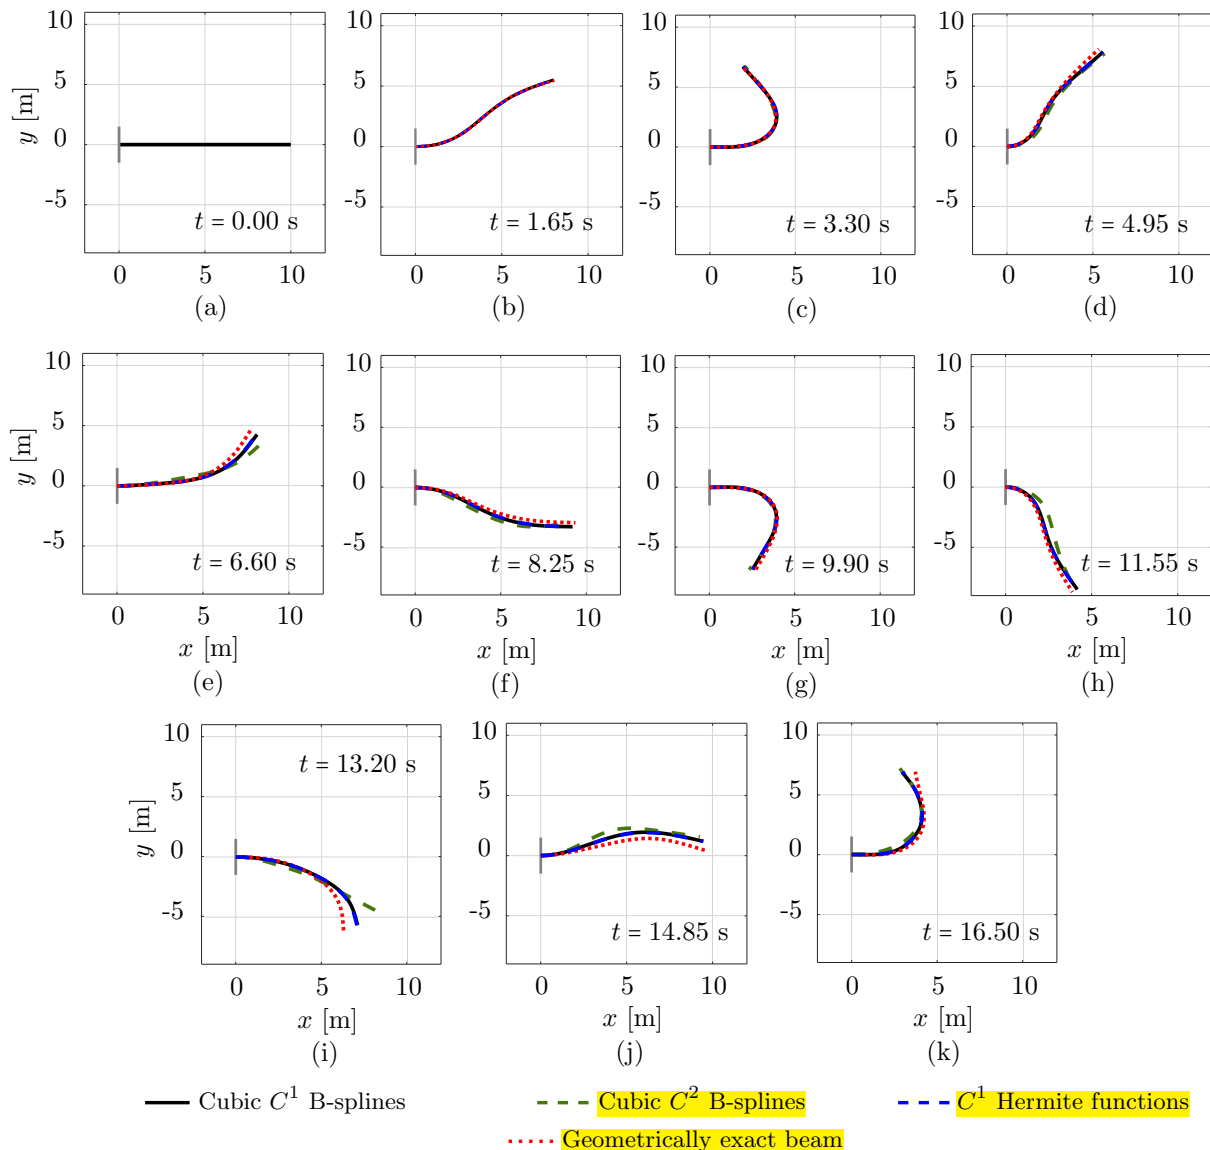 10
5
0
-5
y [m]
t = 0.00 s
0 5 10
(a)
10
5
0
-5
t = 1.65 s
0 5 10
(b)
10
5
0
-5
t = 3.30 s
0 5 10
(c)
10
5
0
-5
t = 4.95 s
0 5 10
(d)
10
5
0
-5
y [m]
t = 6.60 s
0 5 10
x [m]
(e)
10
5
0
-5
t = 8.25 s
0 5 10
x [m]
(f)
10
5
0
-5
t = 9.90 s
0 5 10
x [m]
(g)
10
5
0
-5
t = 11.55 s
0 5 10
x [m]
(h)
10
5
0
-5
y [m]
t = 13.20 s
0 5 10
x [m]
(i)
10
5
0
-5
t = 14.85 s
0 5 10
x [m]
(j)
10
5
0
-5
t = 16.50 s
0 5 10
x [m]
(k)
Cubic C¹ B-splines Cubic C² B-splines C¹ Hermite functions
Geometrically exact beam